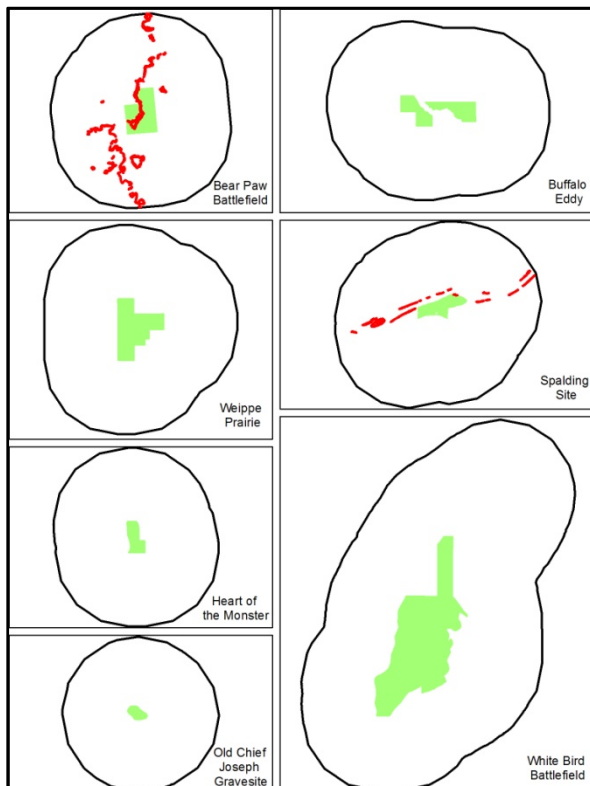 Bear Paw
Battlefield
Buffalo
Eddy
Weippe
Prairie
Spalding
Site
Heart of
the Monster
Old Chief
Joseph
Gravesite
White Bird
Battlefield